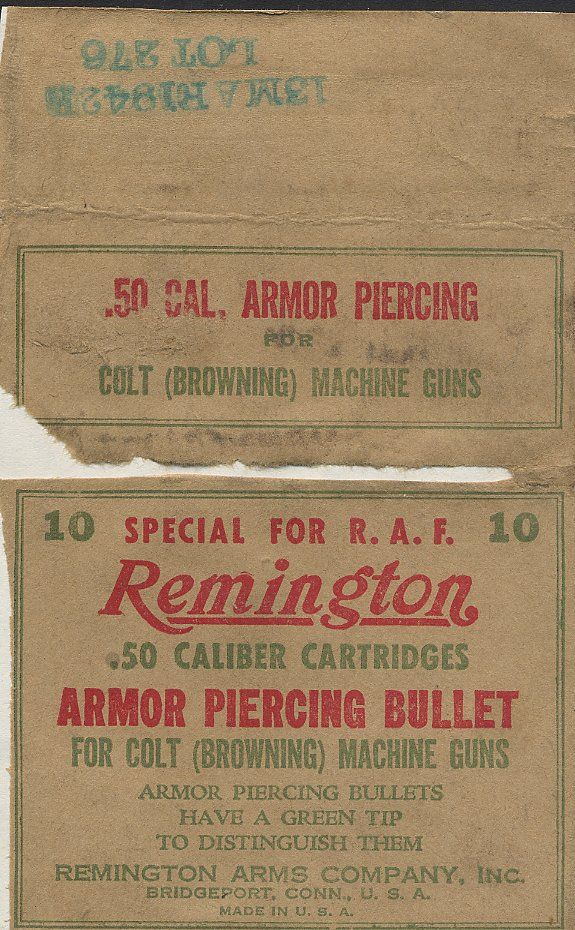 LOT 276
13MAR1942
.50 CAL. ARMOR PIERCING
FOR
COLT (BROWNING) MACHINE GUNS
10 SPECIAL FOR R. A. F. 10
Remington
.50 CALIBER CARTRIDGES
ARMOR PIERCING BULLET
FOR COLT (BROWNING) MACHINE GUNS
ARMOR PIERCING BULLETS
HAVE A GREEN TIP
TO DISTINGUISH THEM
REMINGTON ARMS COMPANY, INC.
BRIDGEPORT, CONN., U. S. A.
MADE IN U. S. A.